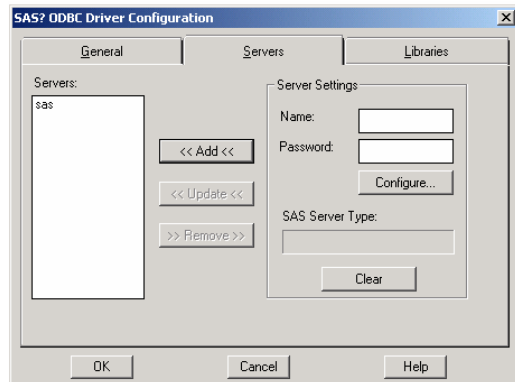 SAS? ODBC Driver Configuration
General
Servers
Libraries
Servers:
sas
<< Add <<
<< Update <<
>> Remove >>
Server Settings
Name:
Password:
Configure...
SAS Server Type:
Clear
OK
Cancel
Help